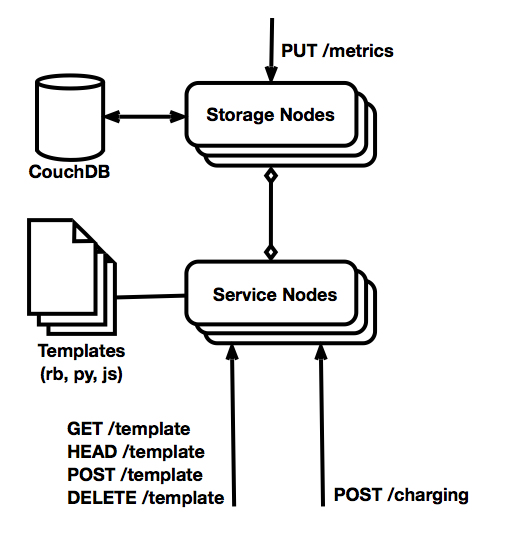 PUT /metrics
Storage Nodes
CouchDB
Service Nodes
Templates
(rb, py, js)
GET /template
HEAD /template
POST /template
DELETE /template
POST /charging